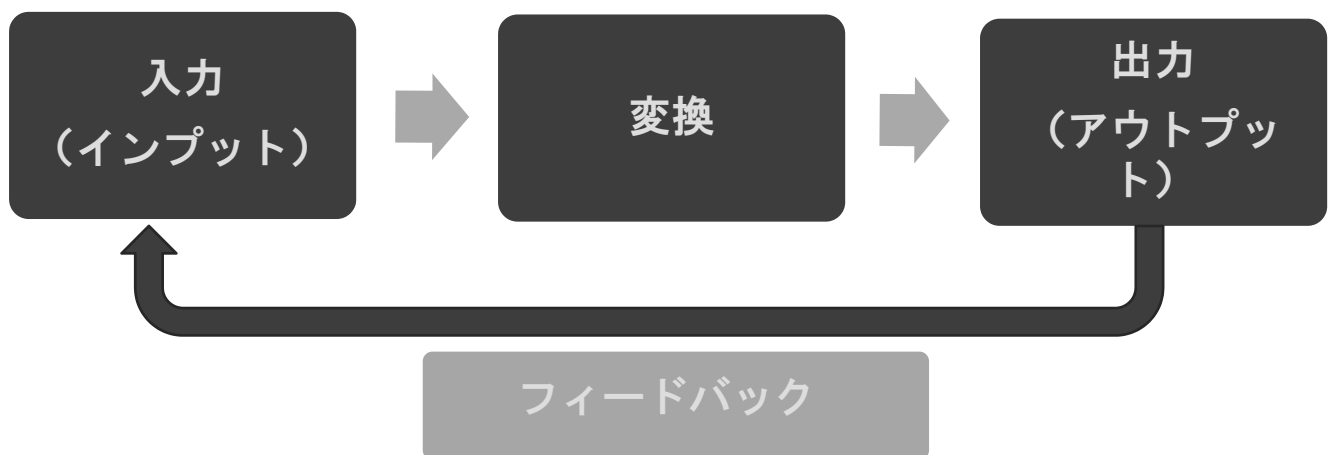 入力
（インプット）
変換
出力
（アウトプッ
ト）
フィードバック